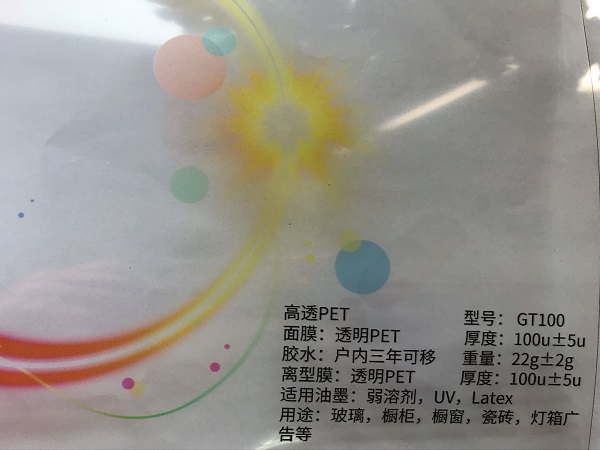 高透PET 型号： GT100
面膜：透明PET 厚度：100u±5u
胶水：户内三年可移 重量：22g±2g
离型膜：透明PET 厚度：100u±5u
适用油墨：弱溶剂，UV，Latex
用途：玻璃，橱柜，橱窗，瓷砖，灯箱广
告等